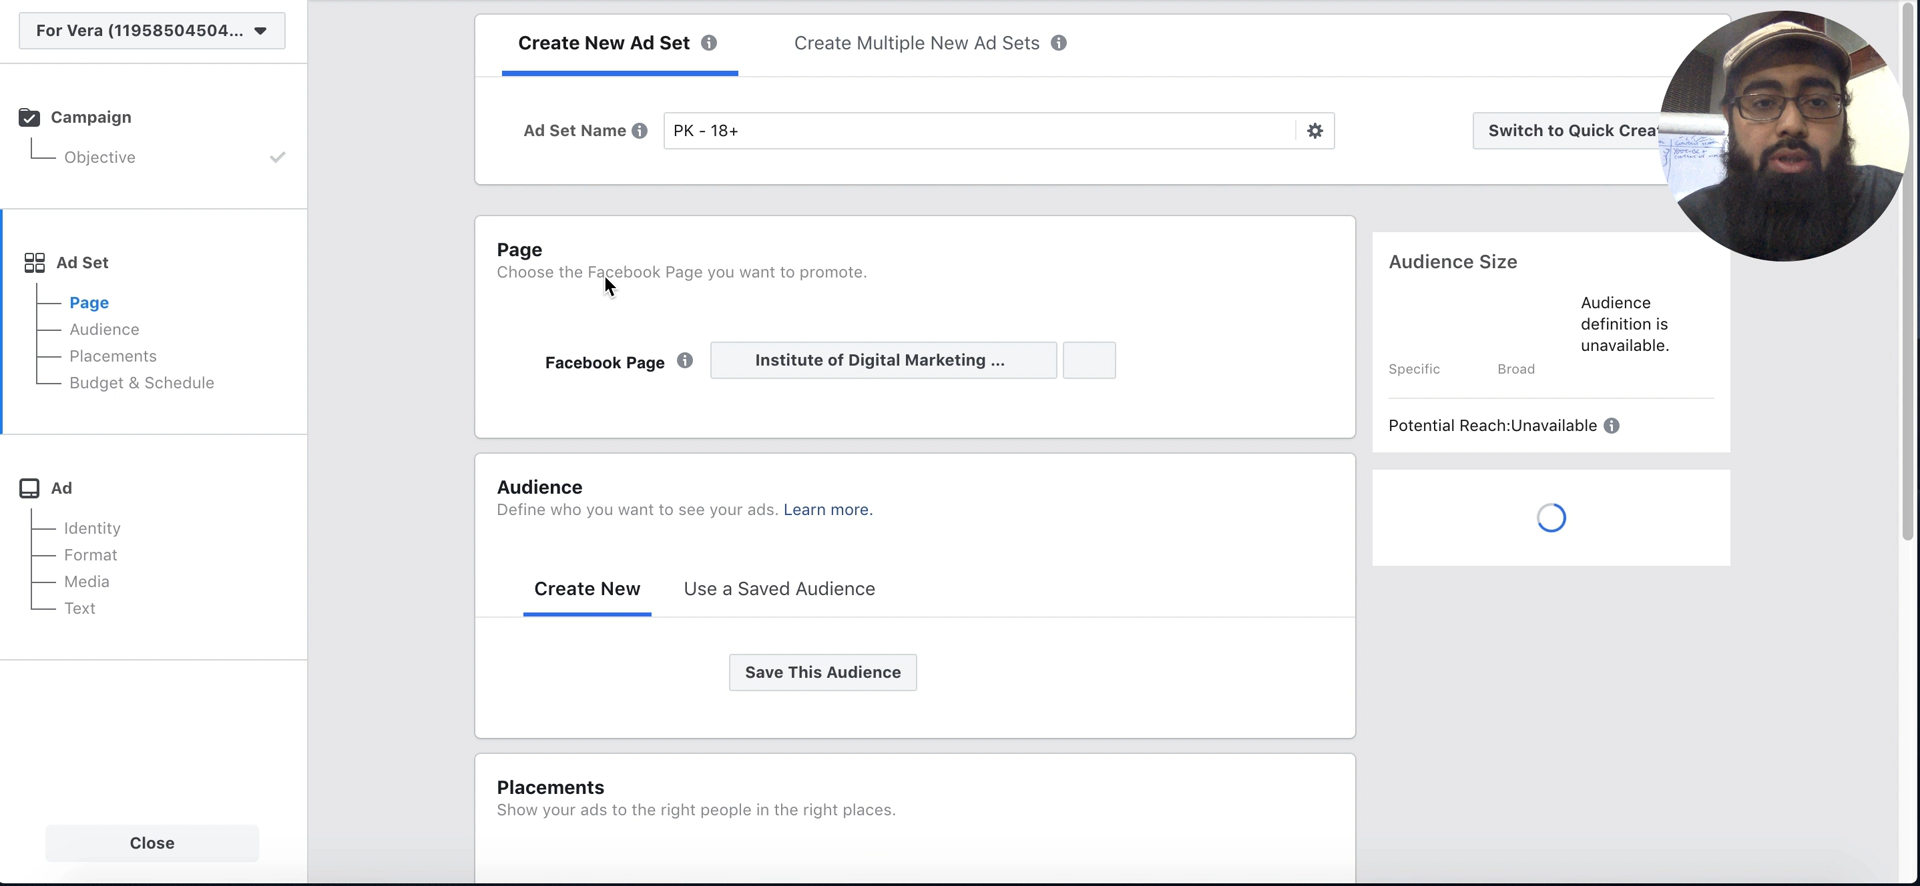 For Vera (11958504504...
Campaign
Objective
Ad Set
Page
Audience
Placements
Budget & Schedule
Ad
Identity
Format
Media
Text
Close
Create New Ad Set
Create Multiple New Ad Sets
Ad Set Name
PK - 18+
Switch to Quick Crea
Page
Choose the Facebook Page you want to promote.
Facebook Page
Institute of Digital Marketing ...
Audience
Define who you want to see your ads. Learn more.
Create New
Use a Saved Audience
Save This Audience
Placements
Show your ads to the right people in the right places.
Audience Size
Audience
definition is
unavailable.
Specific
Broad
Potential Reach:Unavailable